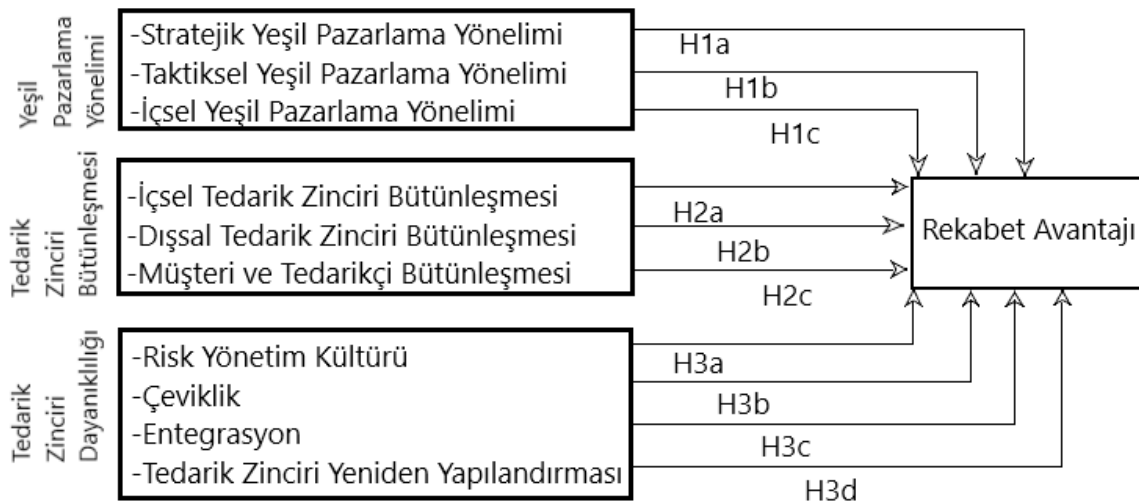 Yeşil
Pazarlama
Yönelimi
-Stratejik Yeşil Pazarlama Yönelimi
-Taktiksel Yeşil Pazarlama Yönelimi
-İçsel Yeşil Pazarlama Yönelimi
H1a
H1b
H1c
Tedarik
Zinciri
Bütünleşmesi
-İçsel Tedarik Zinciri Bütünleşmesi
-Dışsal Tedarik Zinciri Bütünleşmesi
-Müşteri ve Tedarikçi Bütünleşmesi
H2a
H2b
H2c
Rekabet Avantajı
Tedarik
Zinciri
Dayanıklılığı
-Risk Yönetim Kültürü
-Çeviklik
-Entegrasyon
-Tedarik Zinciri Yeniden Yapılandırması
H3a
H3b
H3c
H3d